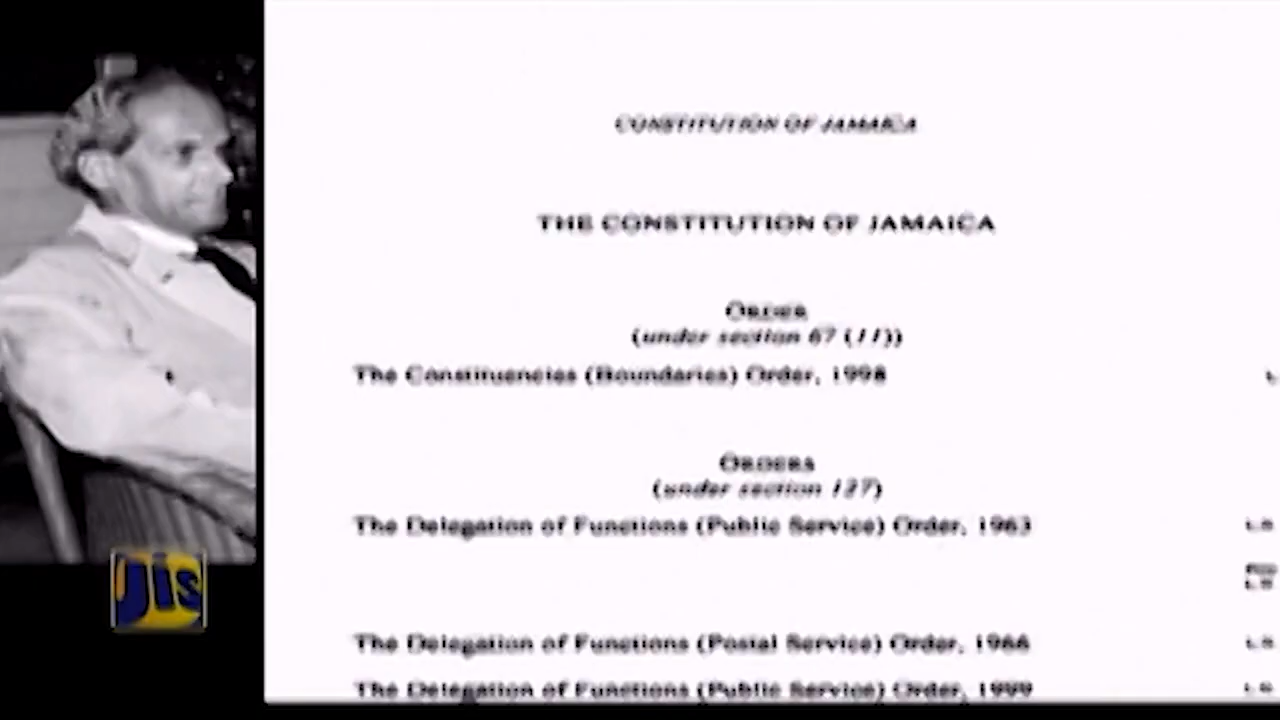 CONSTITUTION OF JAMAICA
THE CONSTITUTION OF JAMAICA
ORDER
(under section 67 (11))
The Constituencies (Boundaries) Order, 1998
ORDERS
(under section 127)
The Delegation of Functions (Public Service) Order, 1963
The Delegation of Functions (Postal Service) Order, 1966
The Delegation of Functions (Public Service) Order, 1999
Jis